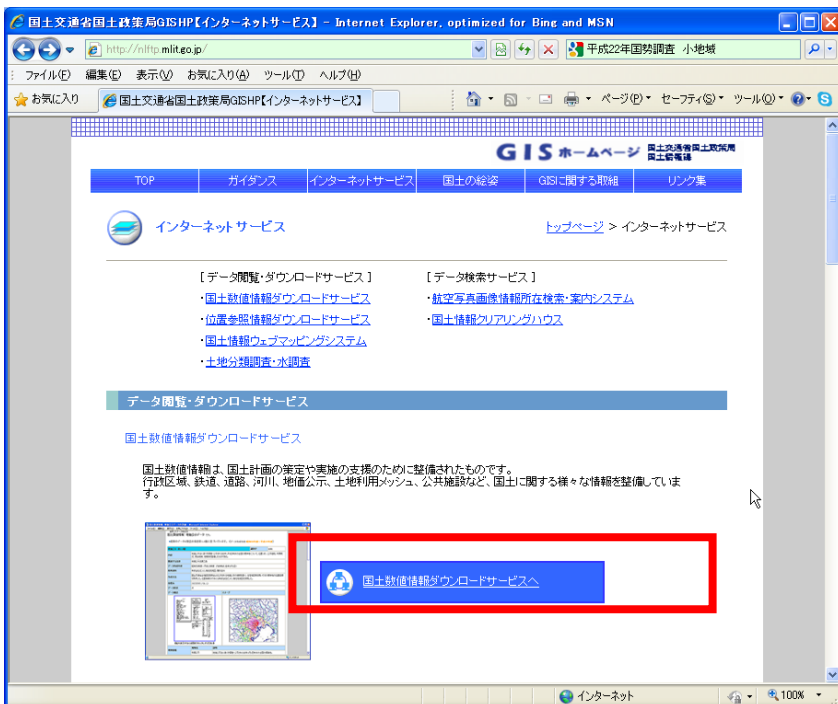 国土交通省国土政策局GISHP【インターネットサービス】 - Internet Explorer, optimized for Bing and MSN
http://nlftp.mlit.go.jp/
平成22年国勢調査 小地域
ファイル(F) 編集(E) 表示(V) お気に入り(A) ツール(T) ヘルプ(H)
お気に入り 国土交通省国土政策局GISHP【インターネットサービス】 ページ(P) セーフティ(S) ツール(O)
GISホームページ 国土交通省国土政策局
国土情報課
TOP ガイダンス インターネットサービス 国土の絵姿 GISに関する取組 リンク集
インターネットサービス トップページ > インターネットサービス
[データ閲覧・ダウンロードサービス] [データ検索サービス]
・国土数値情報ダウンロードサービス ・航空写真画像情報所在検索・案内システム
・位置参照情報ダウンロードサービス ・国土情報クリアリングハウス
・国土情報ウェブマッピングシステム
・土地分類調査・水調査
データ閲覧・ダウンロードサービス
国土数値情報ダウンロードサービス
国土数値情報は、国土計画の策定や実施の支援のために整備されたものです。
行政区域、鉄道、道路、河川、地価公示、土地利用メッシュ、公共施設など、国土に関する様々な情報を整備していま
す。
国土数値情報ダウンロードサービスへ
インターネット 100%